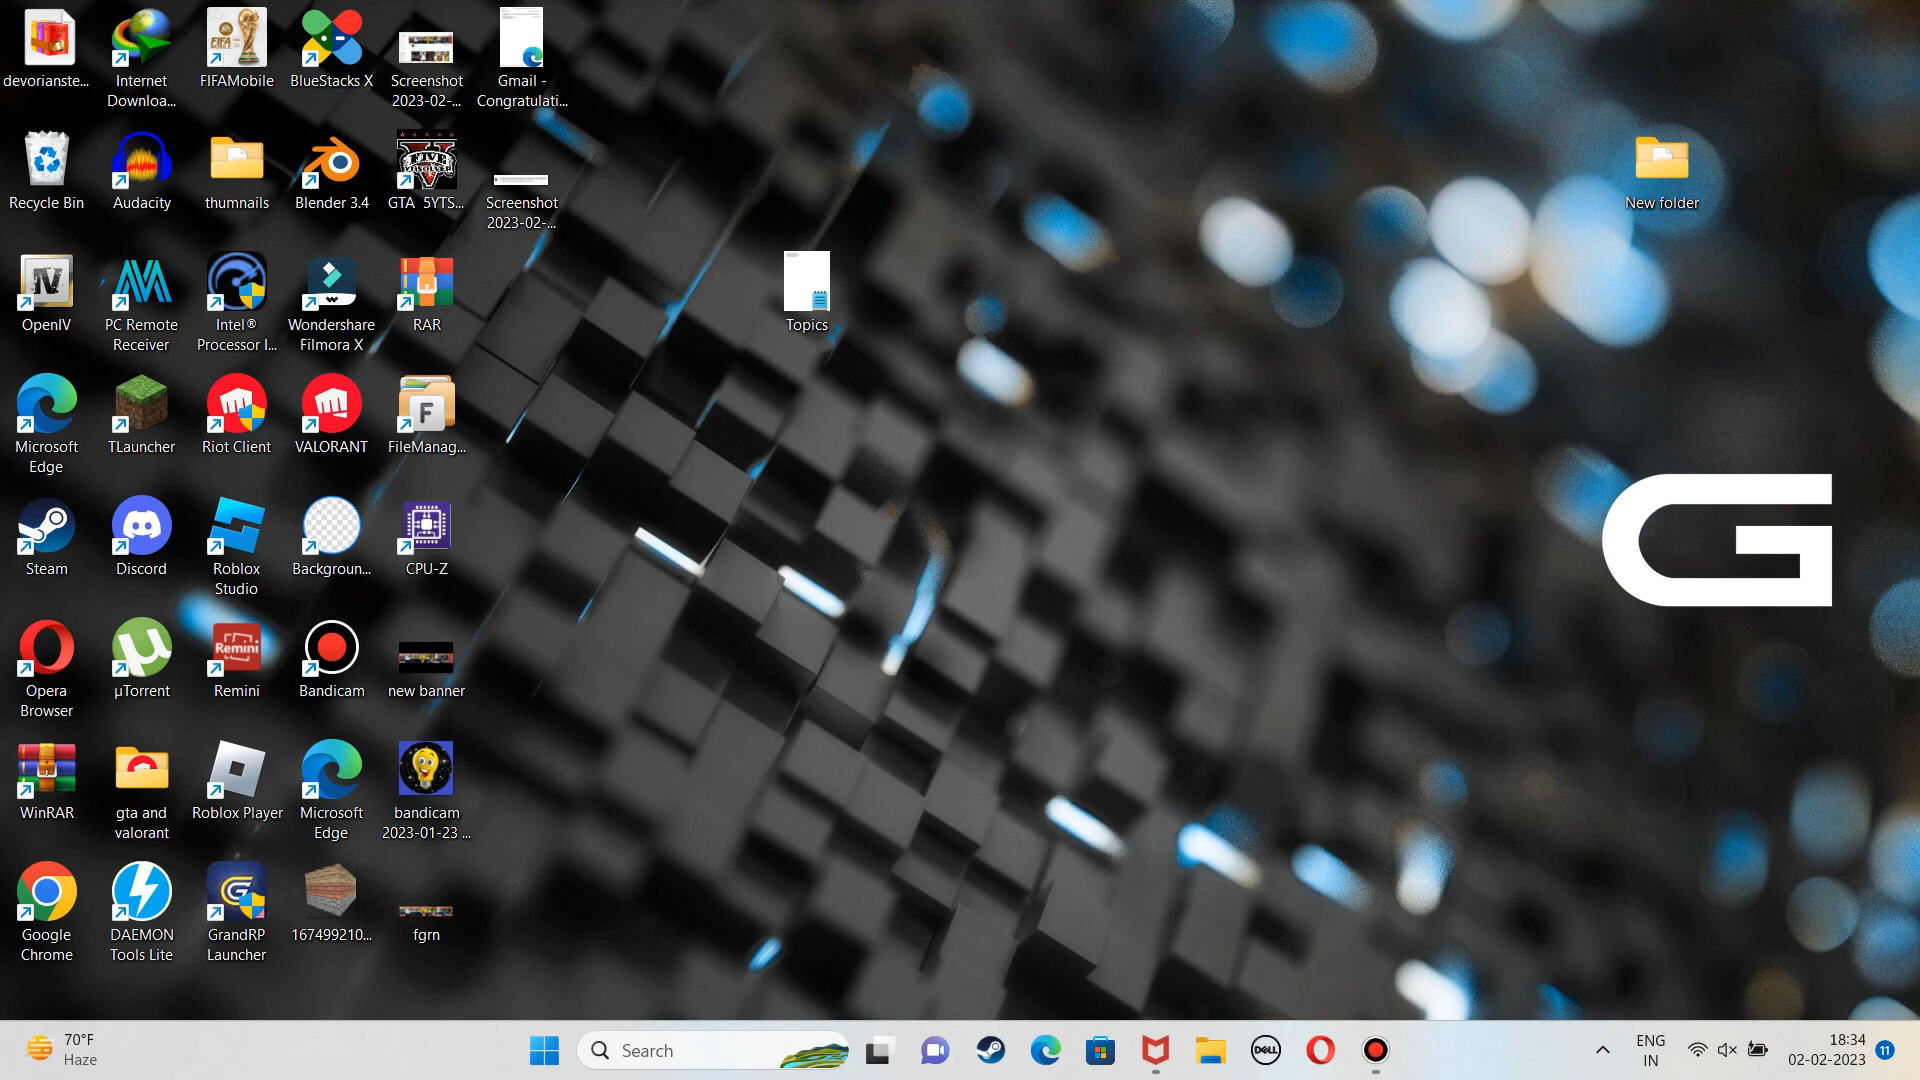 devorianste...
Internet
Downloa...
FIFAMobile
BlueStacks X
Screenshot
2023-02-...
Gmail -
Congratulati...
Recycle Bin
Audacity
thumnails
Blender 3.4
GTA 5YTS...
Screenshot
2023-02-...
New folder
OpenIV
PC Remote
Receiver
Intel®
Processor I...
Wondershare
Filmora X
RAR
Topics
Microsoft
Edge
TLauncher
Riot Client
VALORANT
FileManag...
F
Steam
Discord
Roblox
Studio
Backgroun...
CPU-Z
G
Opera
Browser
µTorrent
Remini
Remini
Bandicam
new banner
WinRAR
gta and
valorant
Roblox Player
Microsoft
Edge
bandicam
2023-01-23 ...
Google
Chrome
DAEMON
Tools Lite
GrandRP
Launcher
167499210...
fgrn
70°F
Haze
Search
DELL
ENG
IN
18:34
02-02-2023
11